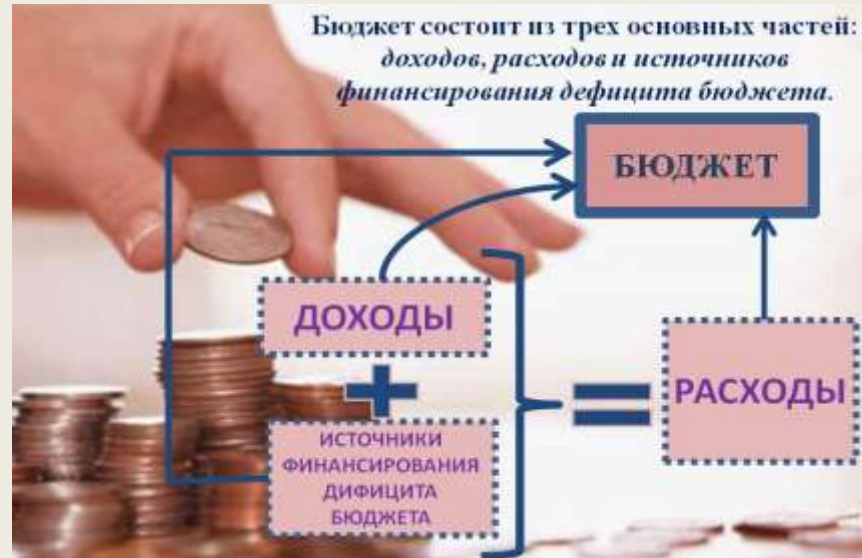 Бюджет состоит из трех основных частей:
доходов, расходов и источников
финансирования дефицита бюджета.
БЮДЖЕТ
ДОХОДЫ
+
ИСТОЧНИКИ
ФИНАНСИРОВАНИЯ
ДИФИЦИТА
БЮДЖЕТА
=
РАСХОДЫ